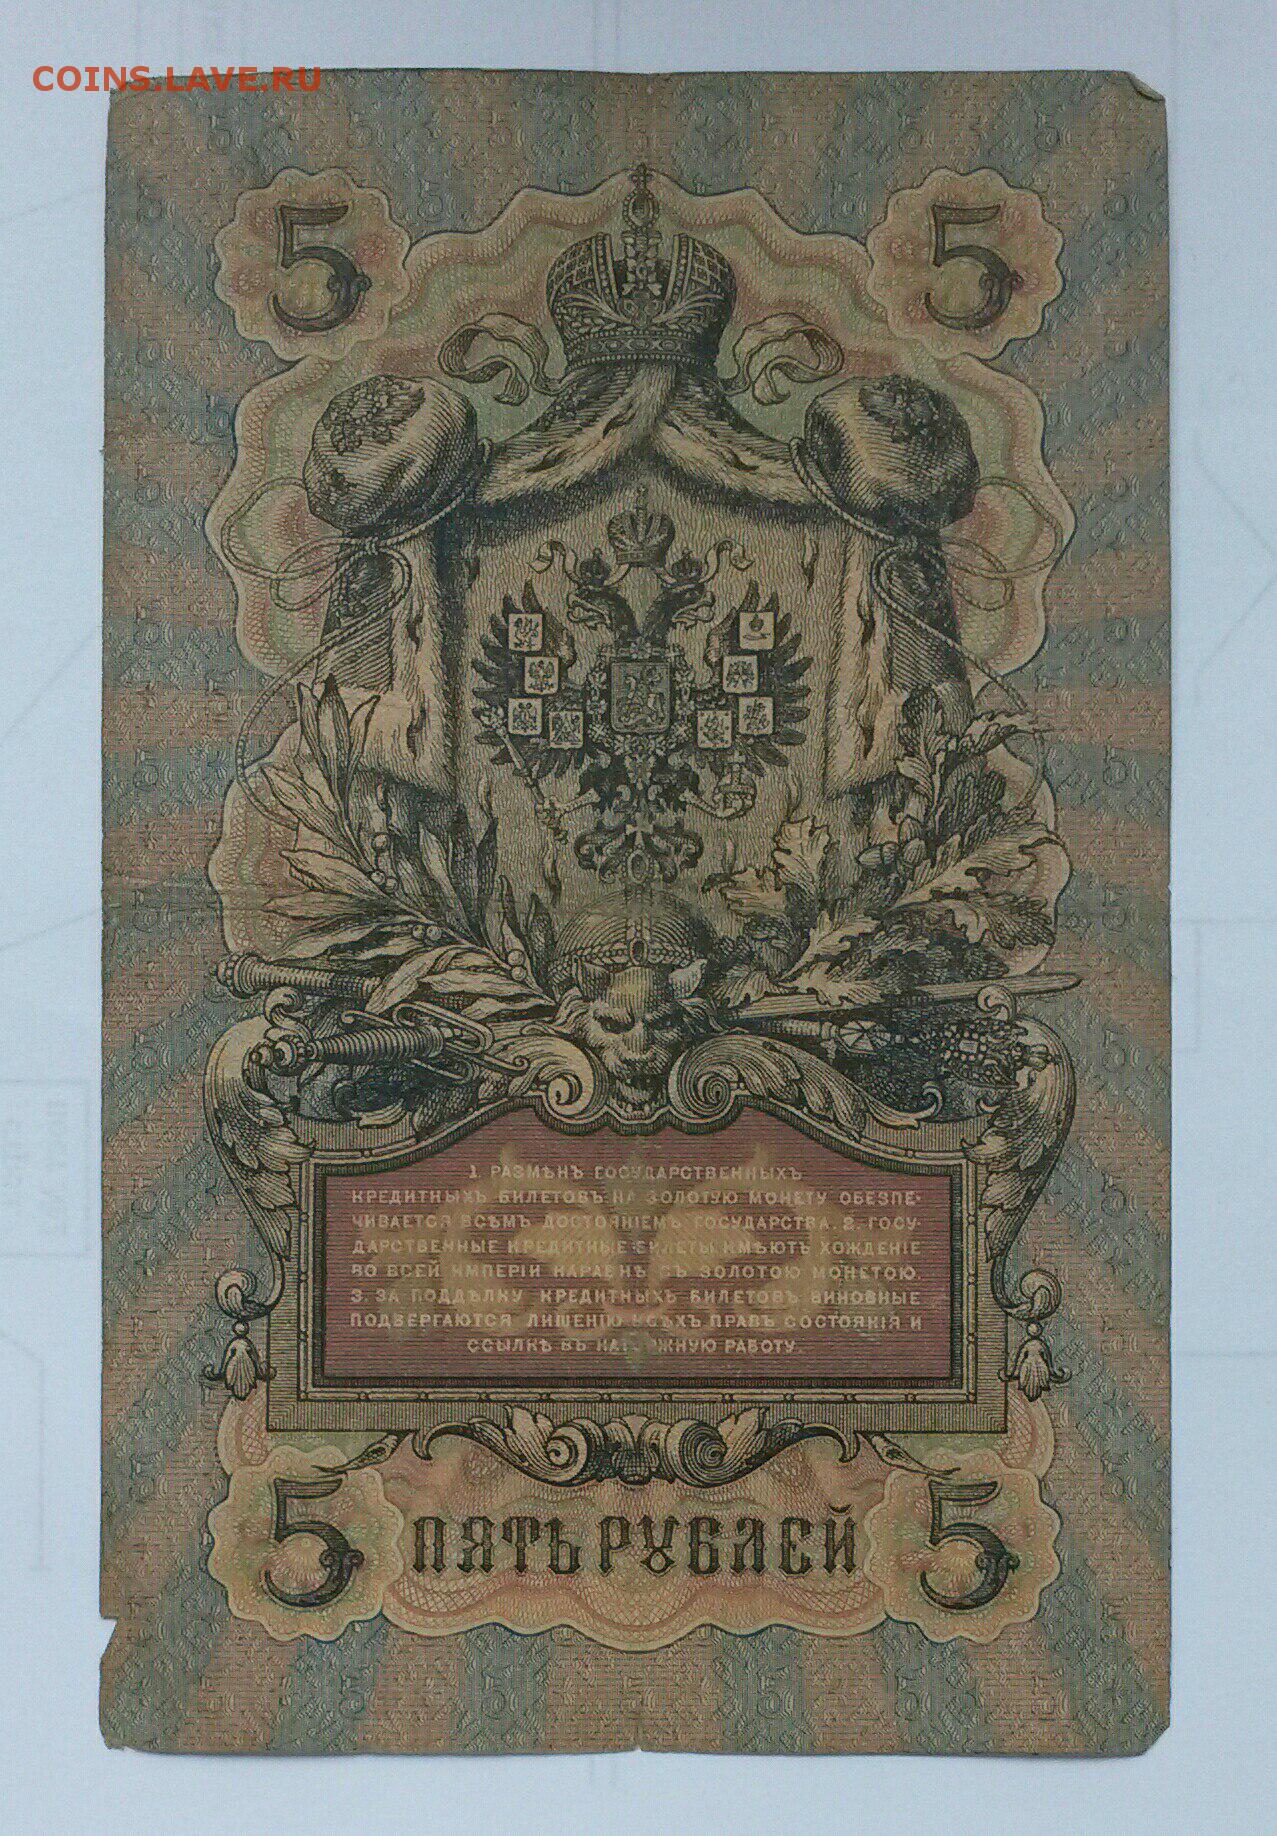 COINS.LAVE.RU
5 5
1. РАЗМѢНЪ ГОСУДАРСТВЕННЫХЪ
КРЕДИТНЫХЪ БИЛЕТОВЪ НА ЗОЛОТУЮ МОНЕТУ ОБЕЗПЕ-
ЧИВАЕТСЯ ВСѢМЪ ДОСТОЯНІЕМЪ ГОСУДАРСТВА. 2. ГОСУ-
ДАРСТВЕННЫЕ КРЕДИТНЫЕ БИЛЕТЫ ИМѢЮТЪ ХОЖДЕНІЕ
ВО ВСЕЙ ИМПЕРІИ НАРАВНѢ СЪ ЗОЛОТОЮ МОНЕТОЮ.
3. ЗА ПОДДѢЛКУ КРЕДИТНЫХЪ БИЛЕТОВЪ ВИНОВНЫЕ
ПОДВЕРГАЮТСЯ ЛИШЕНІЮ ВСѢХЪ ПРАВЪ СОСТОЯНІЯ И
ССЫЛКѢ ВЪ КАТОРЖНУЮ РАБОТУ.
5 ПЯТЬ РУБЛЕЙ 5